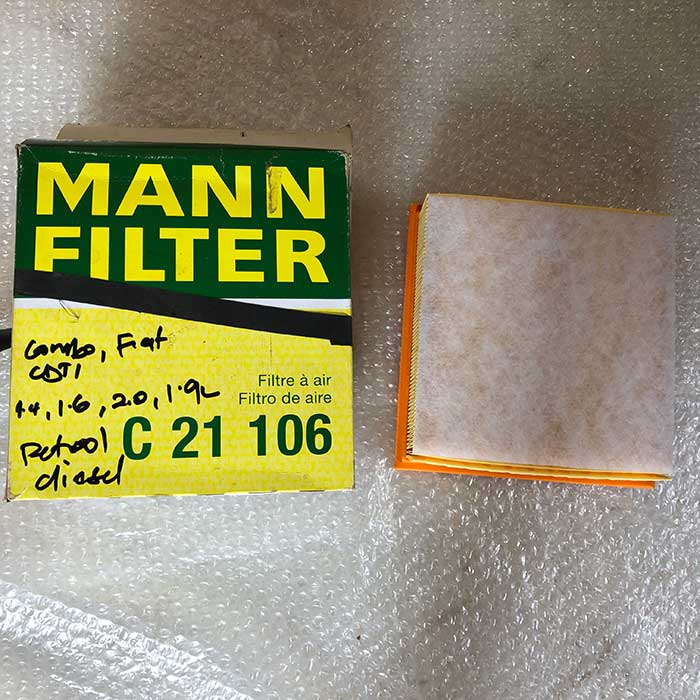 MANN
FILTER
Combo, Fiat
CDTI
1.4, 1.6, 2.0, 1.9L
Petrol
diesel
Filtre à air
Filtro de aire
C 21 106